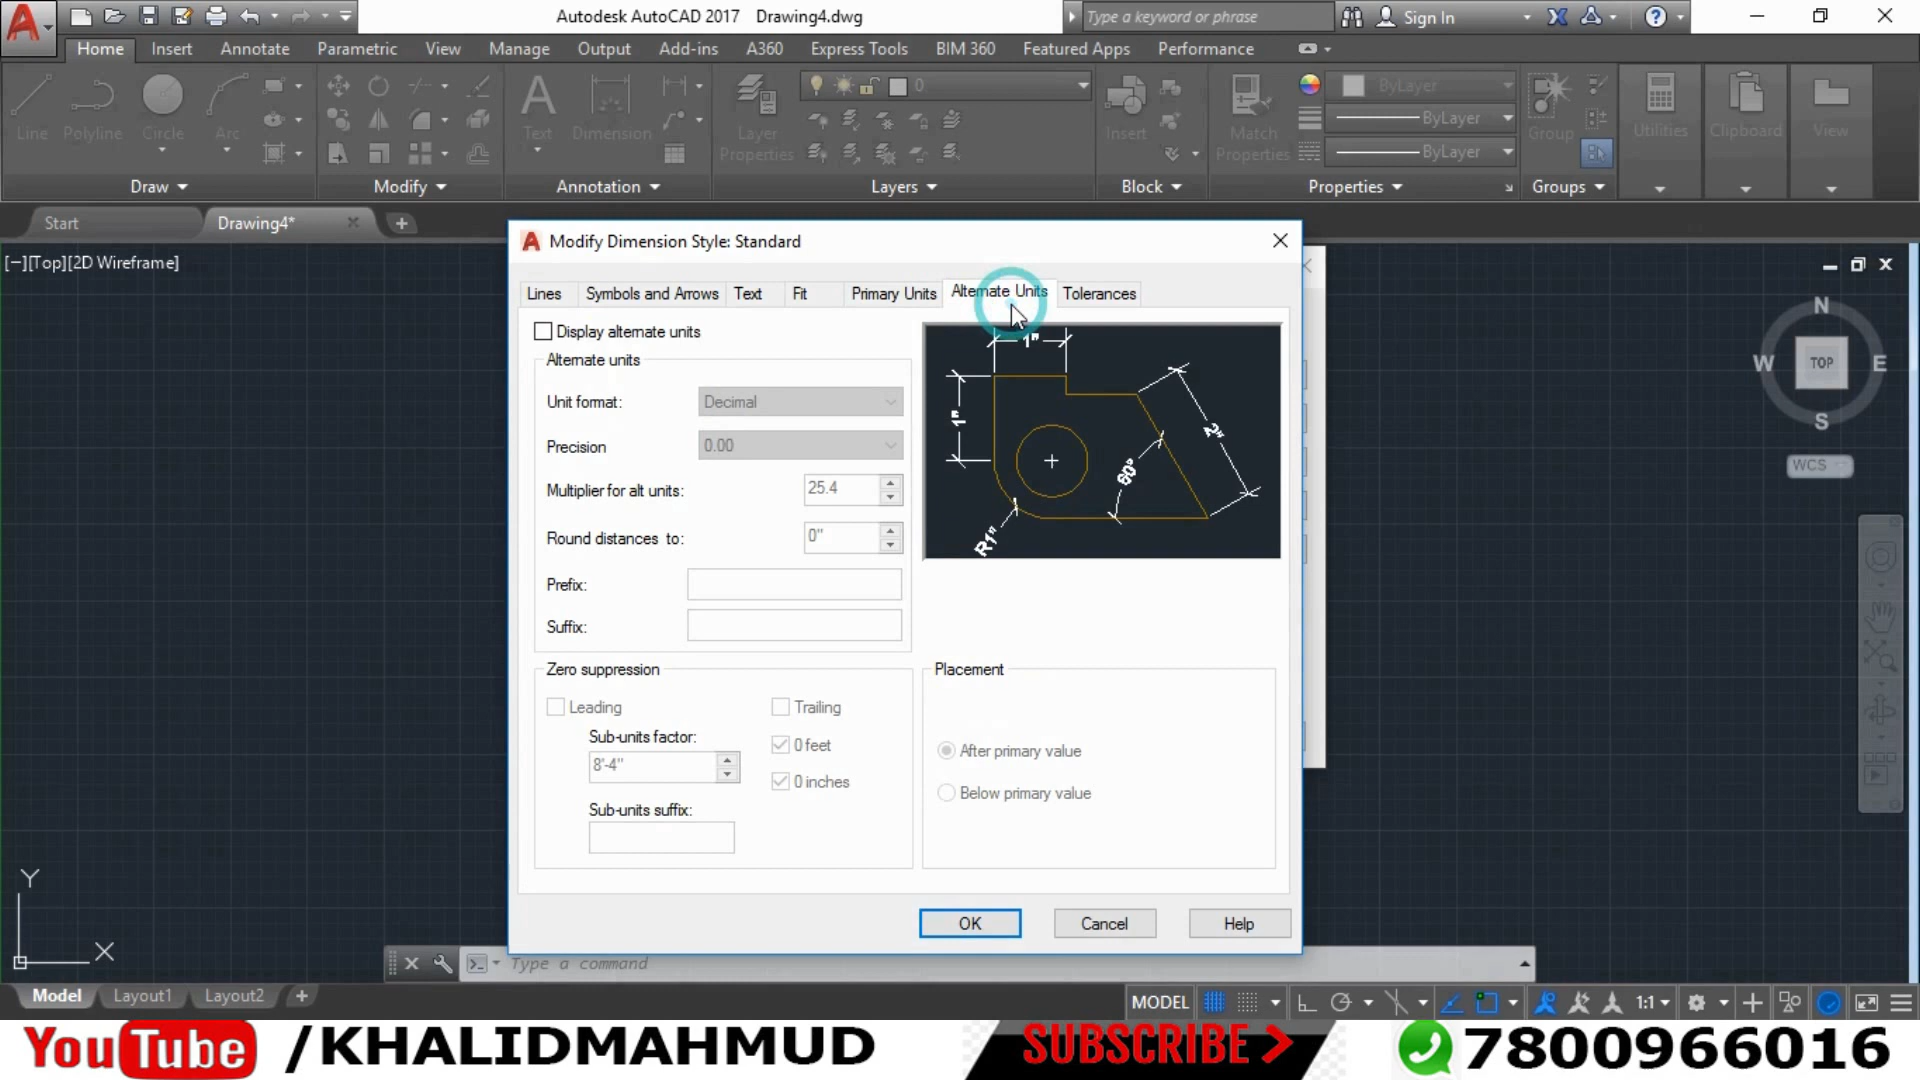 Autodesk AutoCAD 2017 Drawing4.dwg
Type a keyword or phrase
Sign In
Home Insert Annotate Parametric View Manage Output Add-ins A360 Express Tools BIM 360 Featured Apps Performance
0
ByLayer
Line Polyline Circle Arc
Text Dimension
Layer
Properties
Insert
Match
Properties
ByLayer
ByLayer
Group
Utilities
Clipboard
View
Draw Modify Annotation Layers Block Properties Groups
Start Drawing4*
[−][Top][2D Wireframe]
Modify Dimension Style: Standard
Lines Symbols and Arrows Text Fit Primary Units Alternate Units Tolerances
Display alternate units
Alternate units
Unit format: Decimal
Precision 0.00
Multiplier for alt units: 25.4
Round distances to: 0"
Prefix:
Suffix:
1"
1"
2"
60°
R1"
Zero suppression
Leading
Trailing
Sub-units factor:
8'-4"
0 feet
0 inches
Sub-units suffix:
Placement
After primary value
Below primary value
OK Cancel Help
N
W TOP E
S
WCS
Y
X
Type a command
Model Layout1 Layout2
MODEL
1:1
YouTube /KHALIDMAHMUD SUBSCRIBE 7800966016